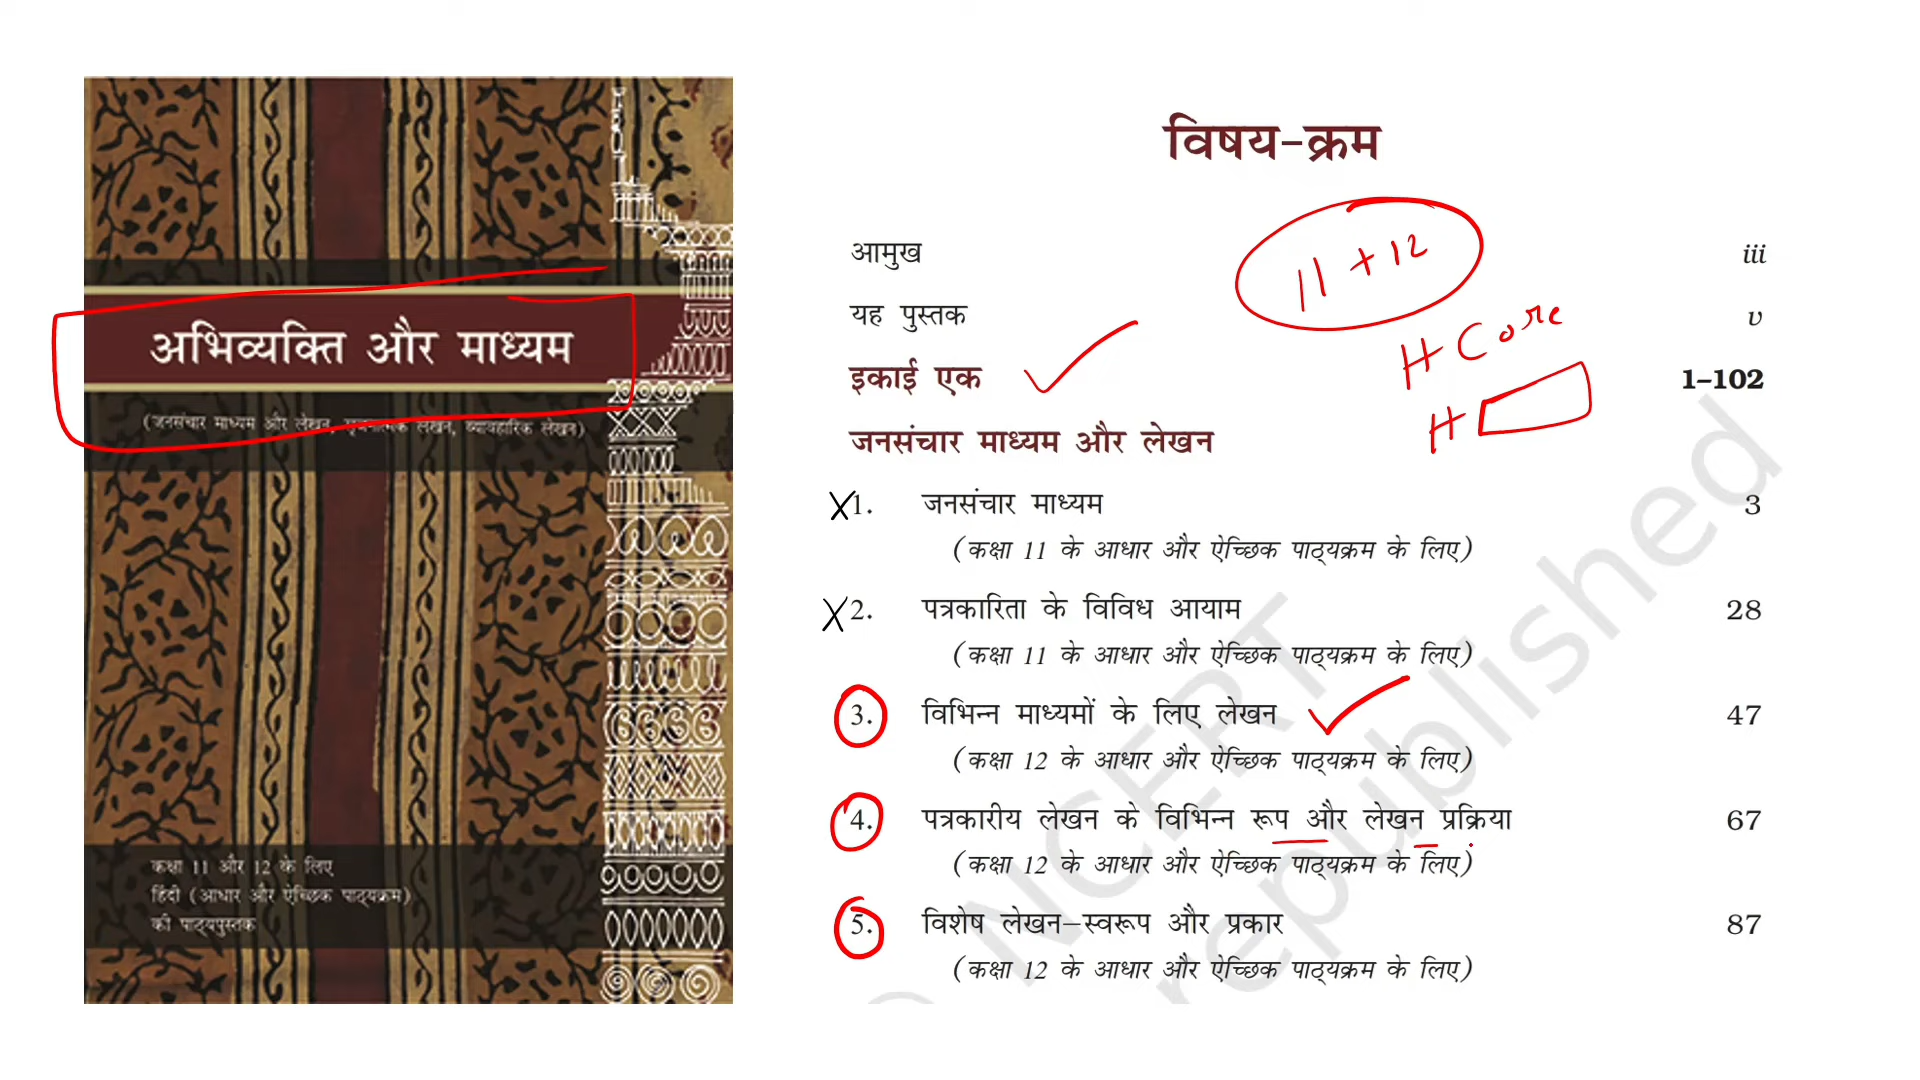 अभिव्यक्ति और माध्यम
(जनसंचार माध्यम और लेखन, सृजनात्मक लेखन, व्यावहारिक लेखन)
कक्षा 11 और 12 के लिए
हिंदी (आधार और ऐच्छिक पाठ्यक्रम)
की पाठ्यपुस्तक
विषय-क्रम
11 + 12
आमुख iii
यह पुस्तक v
H Core
इकाई एक 1–102
H
जनसंचार माध्यम और लेखन
X 1. जनसंचार माध्यम 3
(कक्षा 11 के आधार और ऐच्छिक पाठ्यक्रम के लिए)
X 2. पत्रकारिता के विविध आयाम 28
(कक्षा 11 के आधार और ऐच्छिक पाठ्यक्रम के लिए)
3. विभिन्न माध्यमों के लिए लेखन 47
(कक्षा 12 के आधार और ऐच्छिक पाठ्यक्रम के लिए)
4. पत्रकारीय लेखन के विभिन्न रूप और लेखन प्रक्रिया 67
(कक्षा 12 के आधार और ऐच्छिक पाठ्यक्रम के लिए)
5. विशेष लेखन–स्वरूप और प्रकार 87
(कक्षा 12 के आधार और ऐच्छिक पाठ्यक्रम के लिए)
NCERT
republished